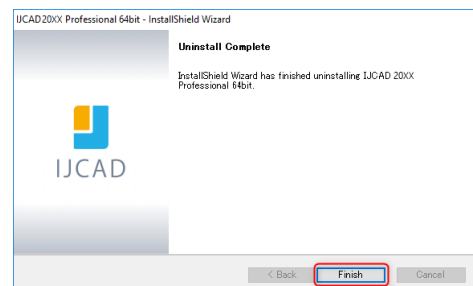 IJCAD20XX Professional 64bit - InstallShield Wizard
Uninstall Complete
InstallShield Wizard has finished uninstalling IJCAD 20XX
Professional 64bit.
IJCAD
< Back
Finish
Cancel